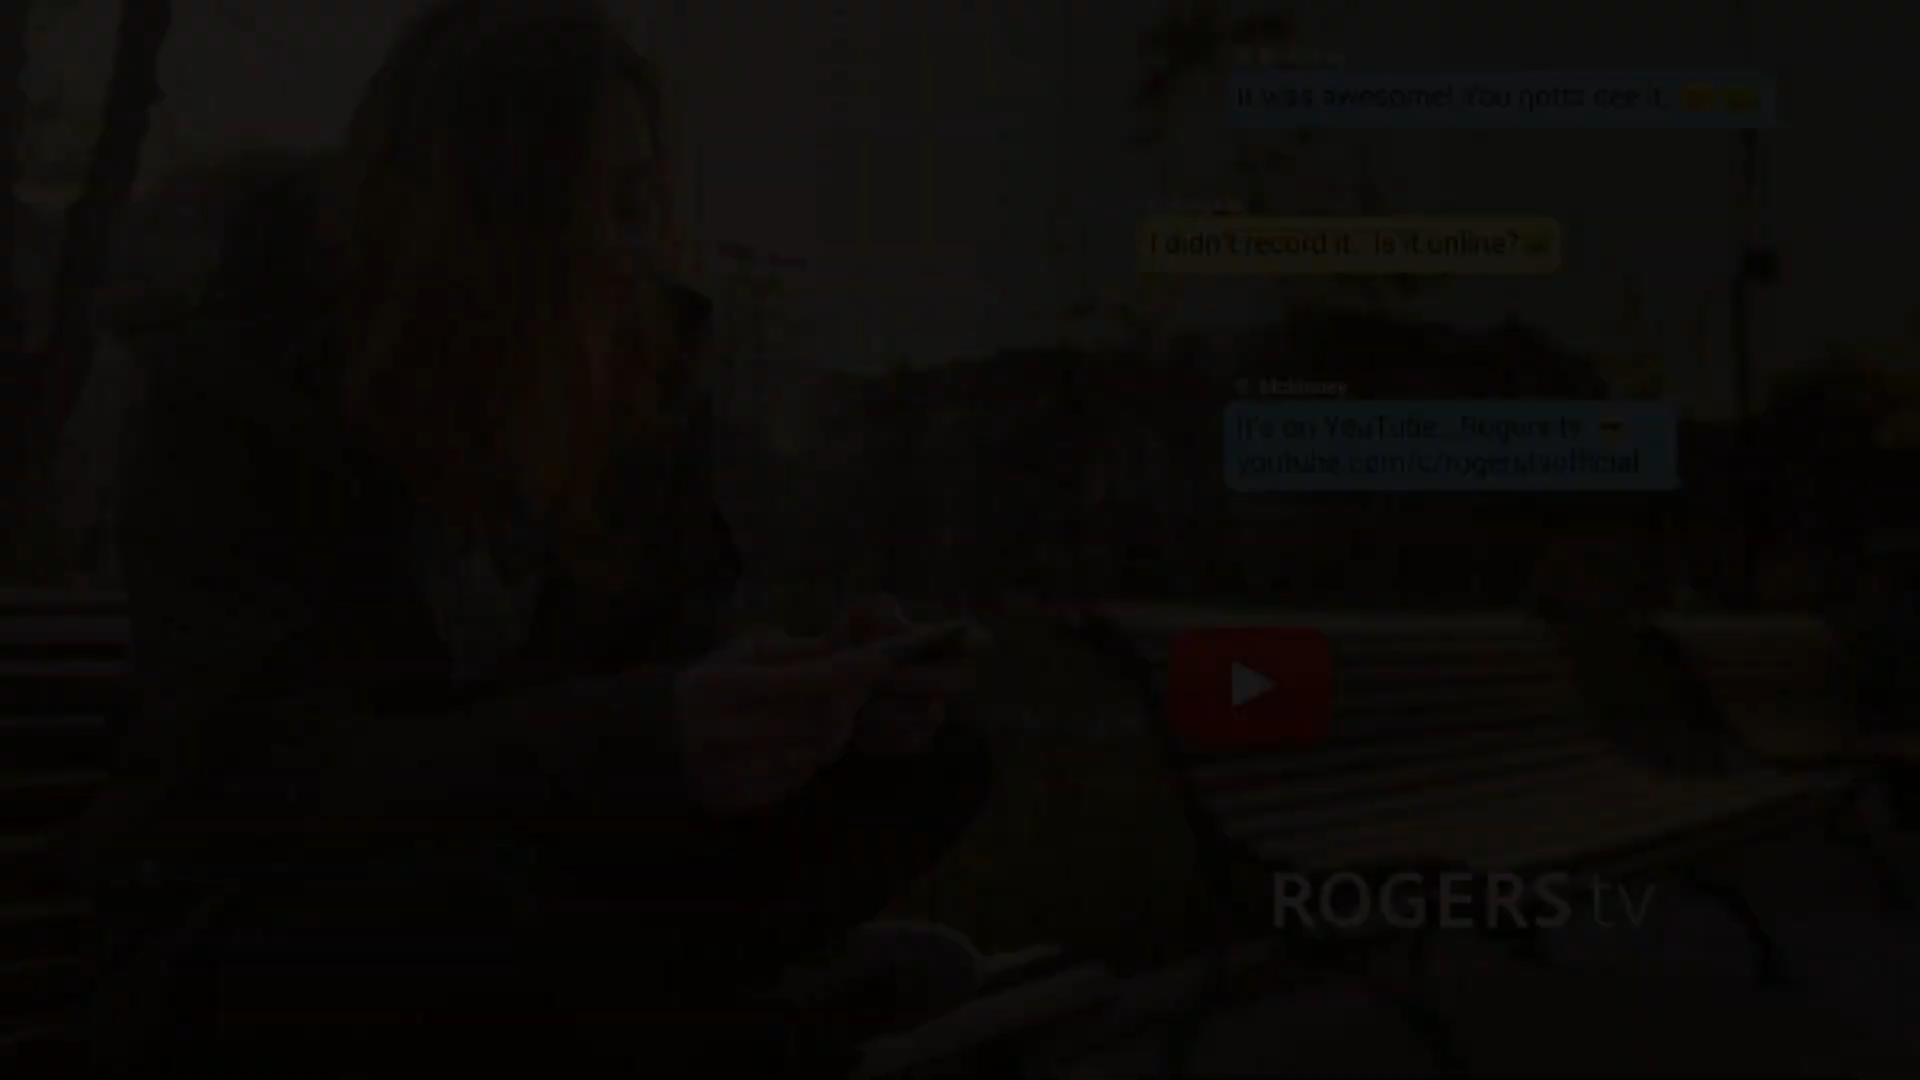 It was awesome! You gotta see it.
I didn't record it. Is it online?
McKinney
It's on YouTube...Rogers tv
youtube.com/c/rogerstvofficial
ROGERS tv